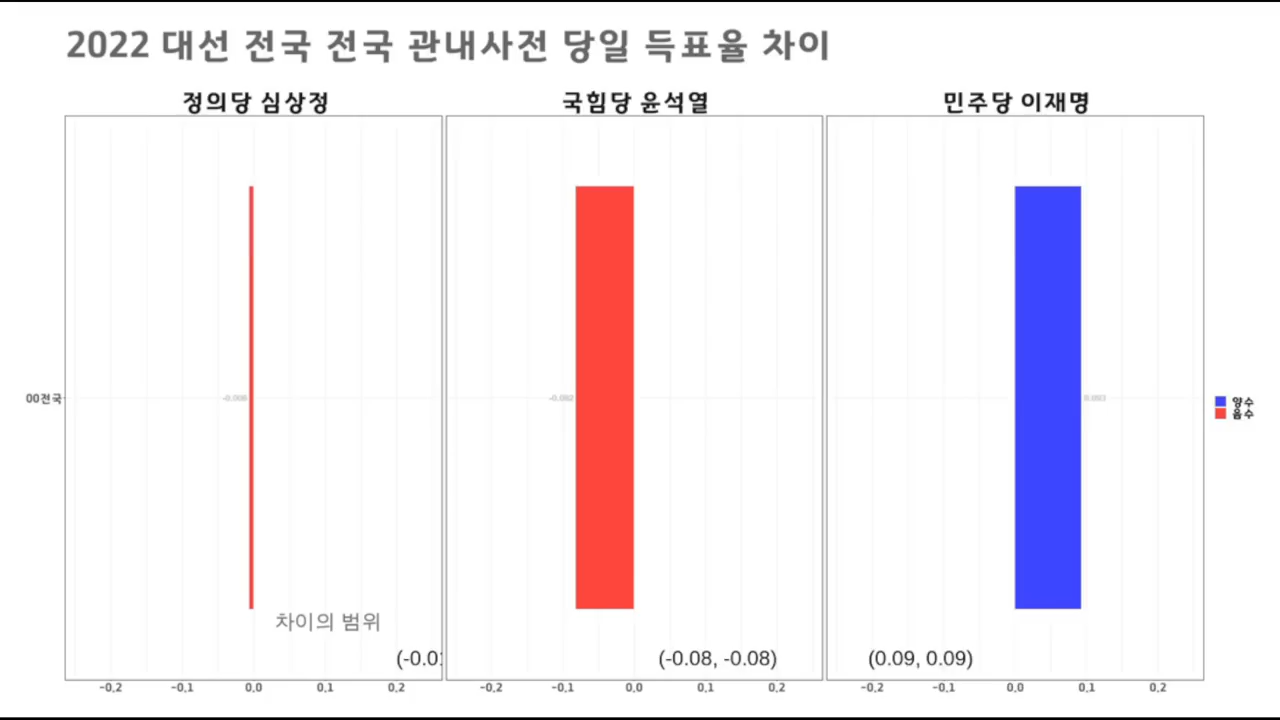 2022 대선 전국 전국 관내사전 당일 득표율 차이
정의당 심상정
국힘당 윤석열
민주당 이재명
00전국
-0.082
0.093
양수
음수
차이의 범위
(-0.01
(-0.08, -0.08)
(0.09, 0.09)
-0.2 -0.1 0.0 0.1 0.2
-0.2 -0.1 0.0 0.1 0.2
-0.2 -0.1 0.0 0.1 0.2